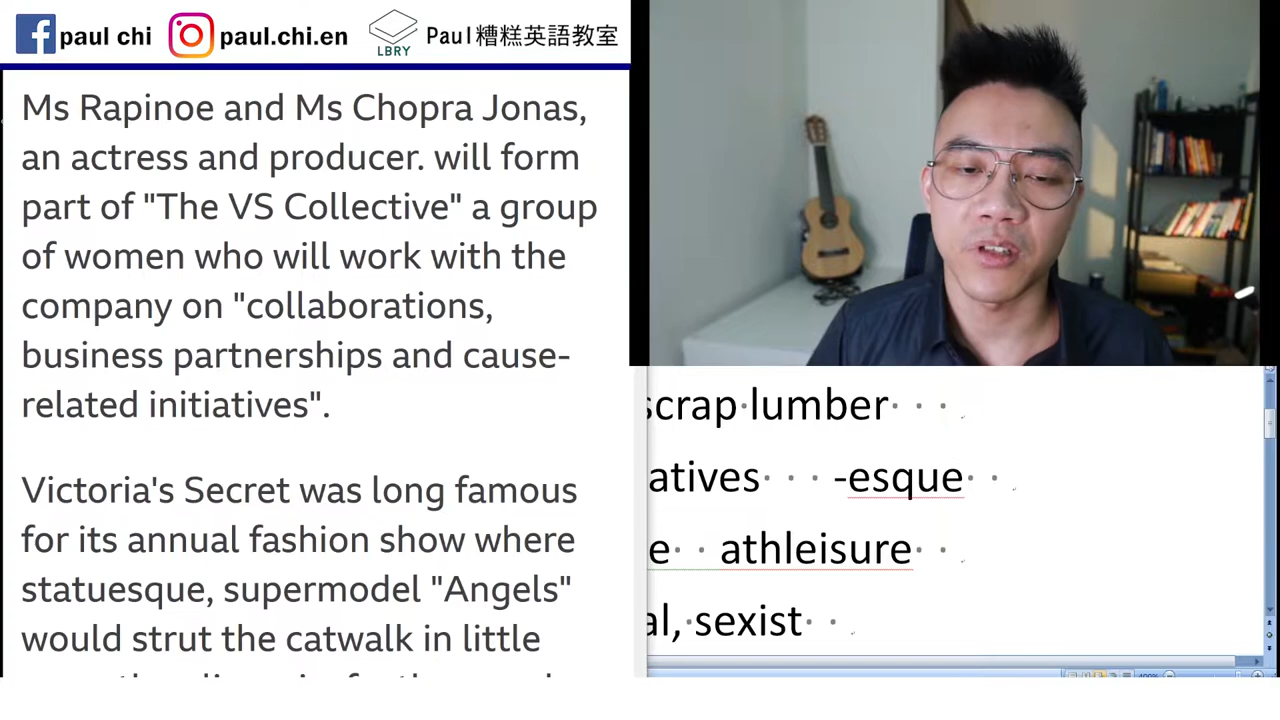 paul chi
paul.chi.en
LBRY
Paul糟糕英語教室
Ms Rapinoe and Ms Chopra Jonas,
an actress and producer. will form
part of "The VS Collective" a group
of women who will work with the
company on "collaborations,
business partnerships and cause-
related initiatives".
Victoria's Secret was long famous
for its annual fashion show where
statuesque, supermodel "Angels"
would strut the catwalk in little
scrap lumber
atives -esque
e athleisure
al, sexist